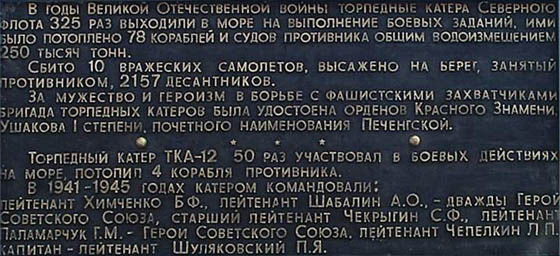 В годы Великой Отечественной войны торпедные катера Северного
флота 325 раз выходили в море на выполнение боевых заданий, ими
было потоплено 78 кораблей и судов противника общим водоизмещением
250 тысяч тонн.
Сбито 10 вражеских самолетов, высажено на берег, занятый
противником, 2157 десантников.
За мужество и героизм в борьбе с фашистскими захватчиками
бригада торпедных катеров была удостоена орденов Красного Знамени,
Ушакова I степени, почетного наименования Печенгской.
Торпедный катер ТКА-12 50 раз участвовал в боевых действиях
на море, потопил 4 корабля противника.
В 1941-1945 годах катером командовали:
лейтенант Химченко Б.Ф., лейтенант Шабалин А.О., - дважды Герой
Советского Союза, старший лейтенант Чекрыгин С.Ф., лейтенант
Паламарчук Г.М. - Герой Советского Союза, лейтенант Чепелкин Л.П.
капитан - лейтенант Шуляковский П.Я.